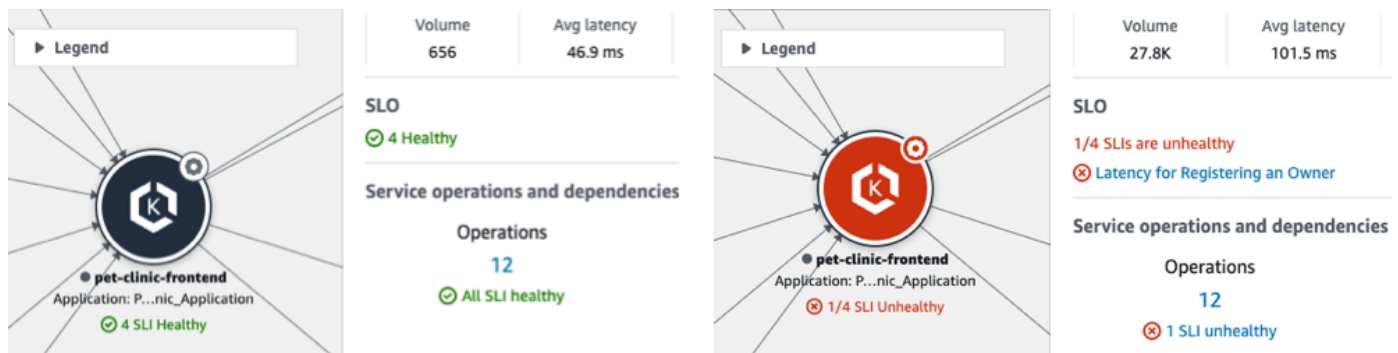 Legend
Volume
656
Avg latency
46.9 ms
SLO
4 Healthy
Service operations and dependencies
Operations
12
All SLI healthy
K
pet-clinic-frontend
Application: P...nic_Application
4 SLI Healthy
Legend
Volume
27.8K
Avg latency
101.5 ms
SLO
1/4 SLIs are unhealthy
Latency for Registering an Owner
Service operations and dependencies
Operations
12
1 SLI unhealthy
K
pet-clinic-frontend
Application: P...nic_Application
1/4 SLI Unhealthy